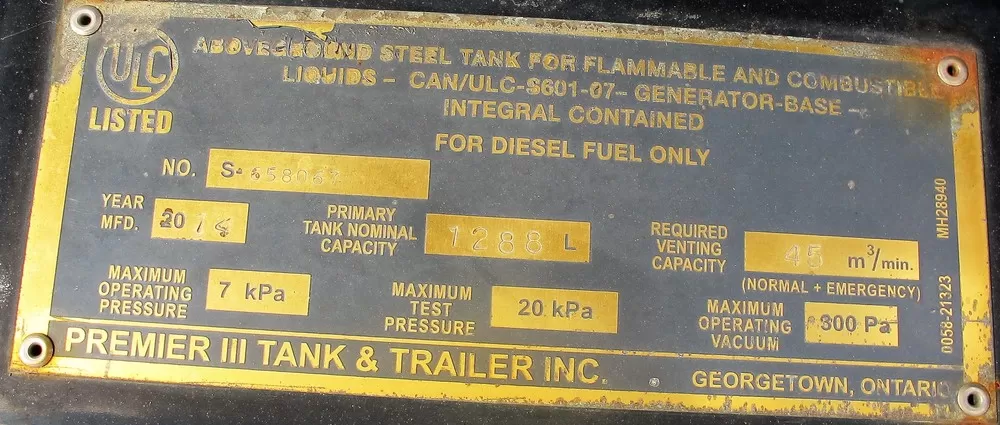 ULC
LISTED
ABOVEGROUND STEEL TANK FOR FLAMMABLE AND COMBUSTIBLE
LIQUIDS - CAN/ULC-S601-07- GENERATOR-BASE -
INTEGRAL CONTAINED
FOR DIESEL FUEL ONLY
NO.
YEAR
MFD. 2014
PRIMARY
TANK NOMINAL
CAPACITY
1288 L
REQUIRED
VENTING
CAPACITY
45 m³/min.
(NORMAL + EMERGENCY)
MAXIMUM
OPERATING
PRESSURE
7 kPa
MAXIMUM
TEST
PRESSURE
20 kPa
MAXIMUM
OPERATING
VACUUM
300 Pa
MH28940
0058-21323
PREMIER III TANK & TRAILER INC.
GEORGETOWN, ONTARIO